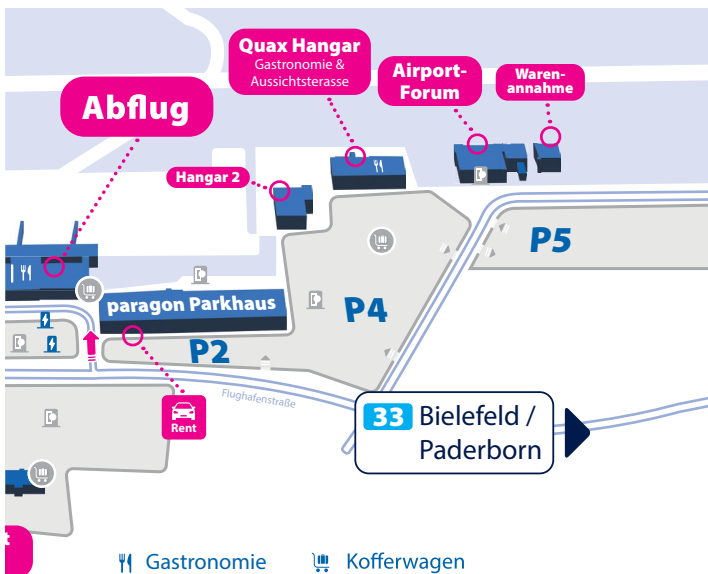 Quax Hangar
Gastronomie &
Aussichtsterasse
Airport-
Forum
Waren-
annahme
Abflug
Hangar 2
P5
paragon Parkhaus
P4
P2
Flughafenstraße
Rent
33 Bielefeld /
Paderborn
t
Gastronomie
Kofferwagen